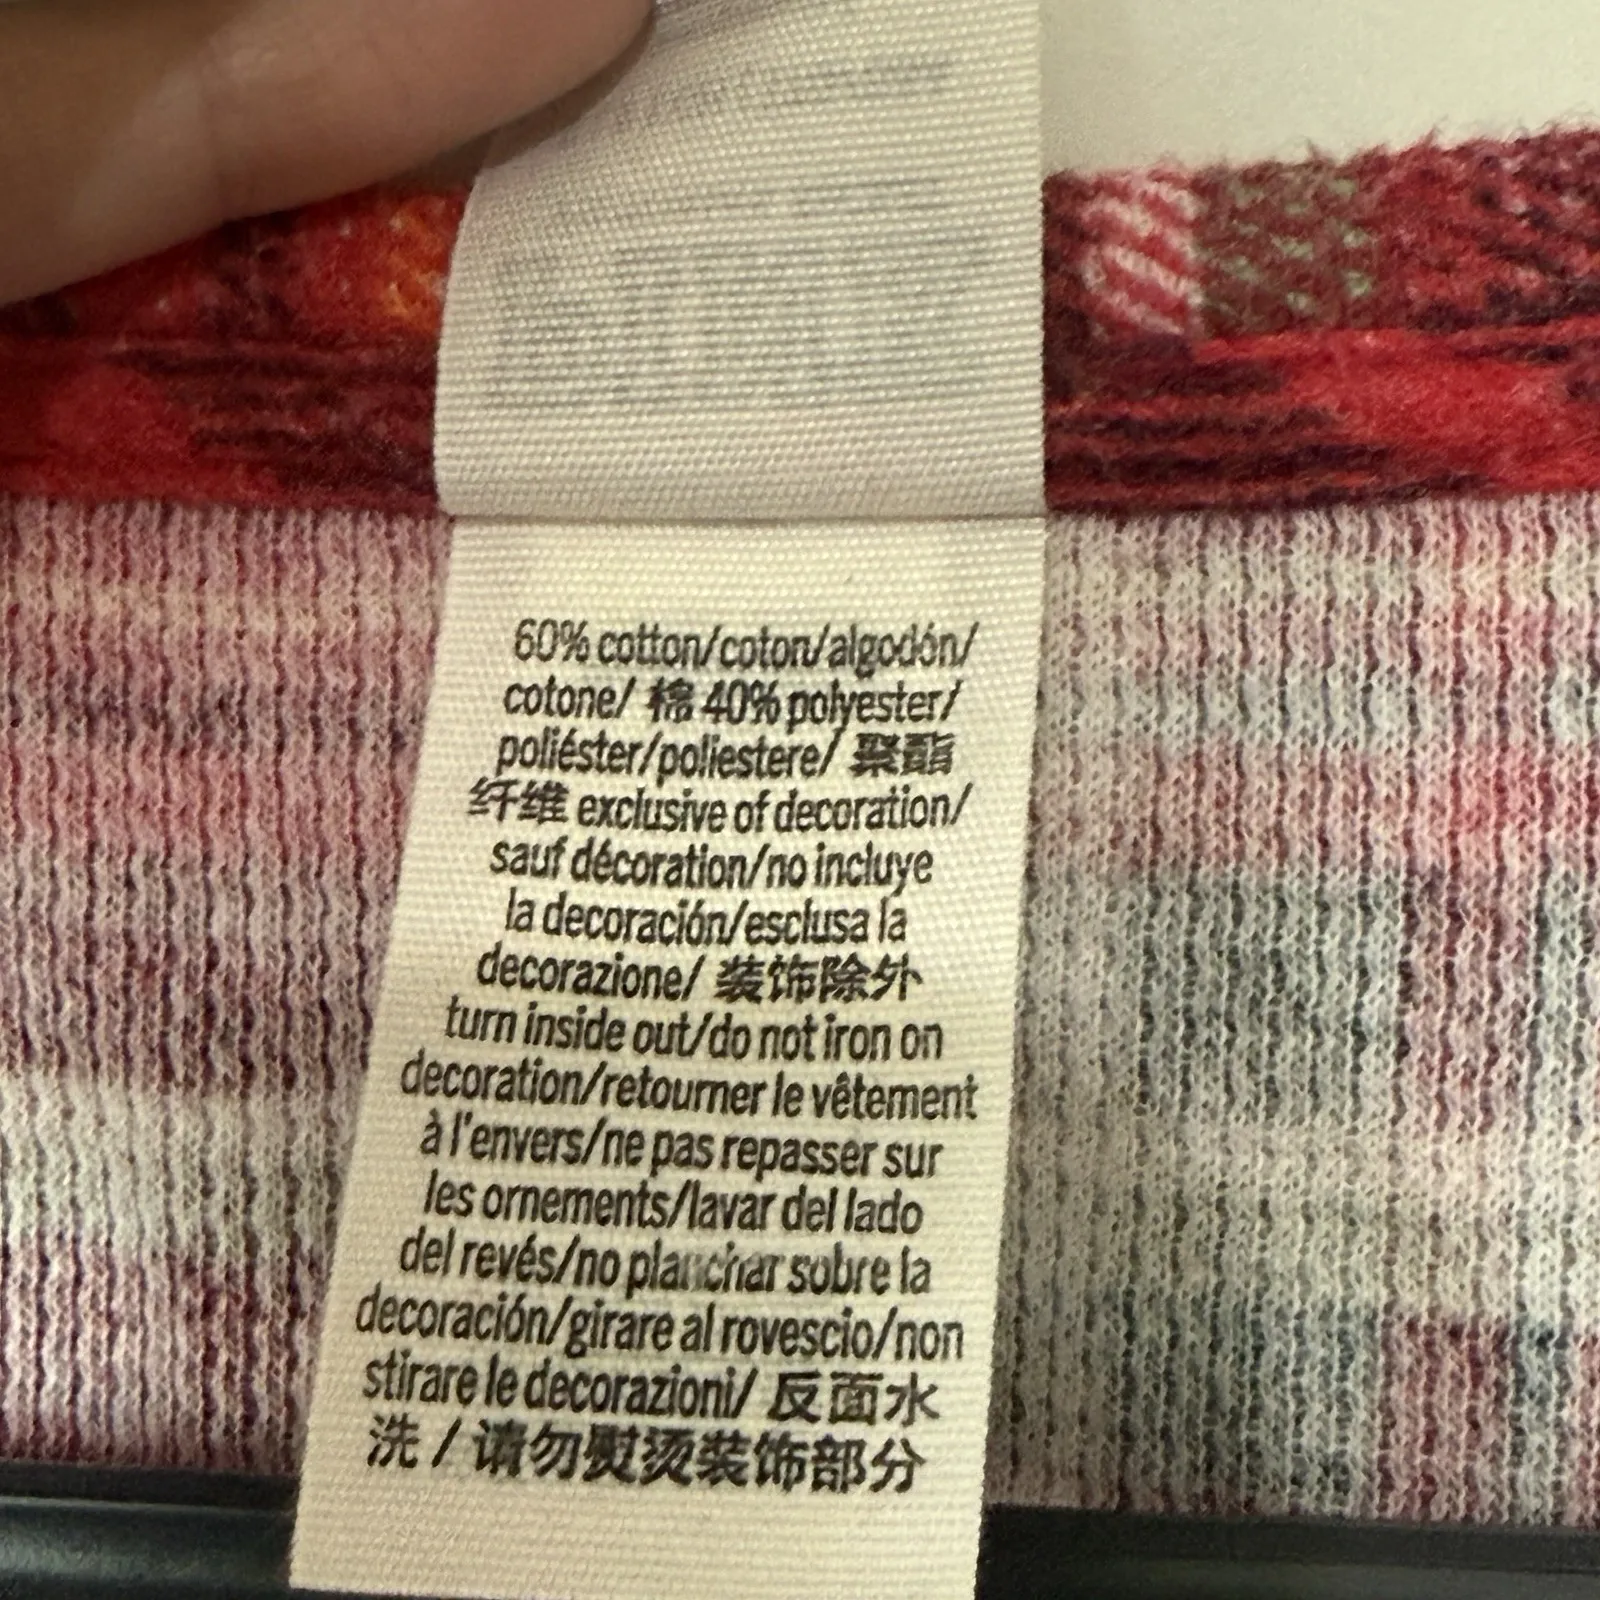 60% cotton/coton/algodón/
cotone/ 棉 40% polyester/
poliéster/poliestere/ 聚酯
纤维 exclusive of decoration/
sauf décoration/no incluye
la decoración/esclusa la
decorazione/ 装饰除外
turn inside out/do not iron on
decoration/retourner le vêtement
à l'envers/ne pas repasser sur
les ornements/lavar del lado
del revés/no planchar sobre la
decoración/girare al rovescio/non
stirare le decorazioni/ 反面水
洗 / 请勿熨烫装饰部分